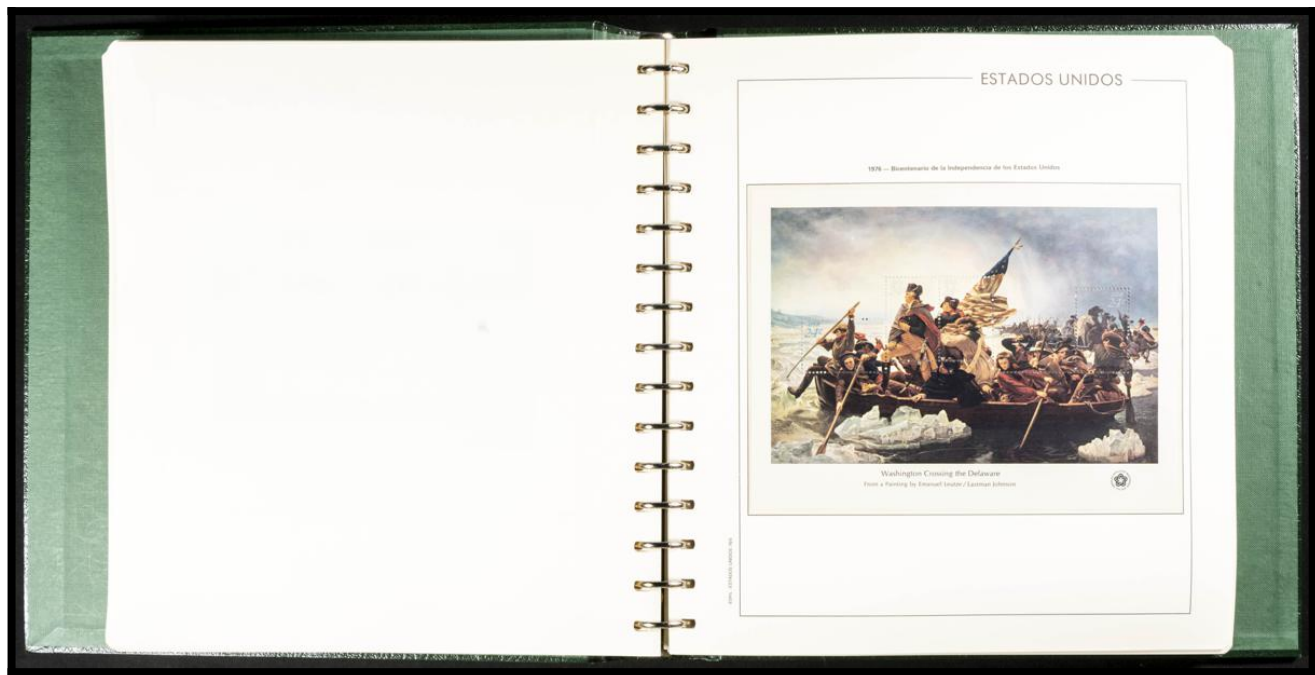 ESTADOS UNIDOS
1976 — Bicentenario de la Independencia de los Estados Unidos
Washington Crossing the Delaware
From a Painting by Emanuel Leutze / Eastman Johnson